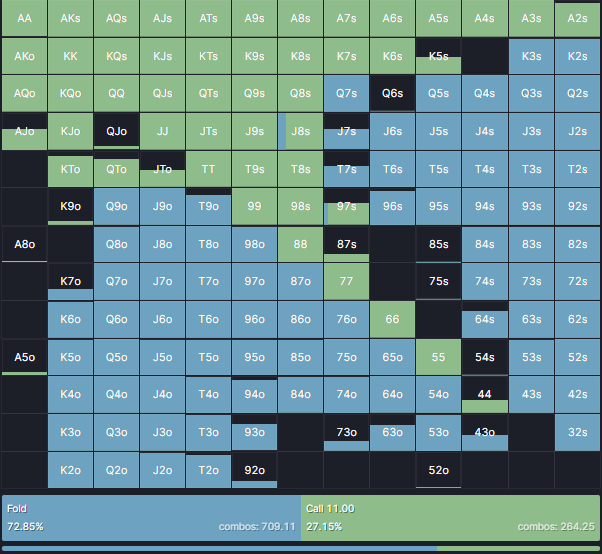 AA AKs AQs AJs ATs A9s A8s A7s A6s A5s A4s A3s A2s
AKo KK KQs KJs KTs K9s K8s K7s K6s K5s K3s K2s
AQo KQo QQ QJs QTs Q9s Q8s Q7s Q6s Q5s Q4s Q3s Q2s
AJo KJo QJo JJ JTs J9s J8s J7s J6s J5s J4s J3s J2s
KTo QTo JTo TT T9s T8s T7s T6s T5s T4s T3s T2s
K9o Q9o J9o T9o 99 98s 97s 96s 95s 94s 93s 92s
A8o Q8o J8o T8o 98o 88 87s 85s 84s 83s 82s
K7o Q7o J7o T7o 97o 87o 77 75s 74s 73s 72s
K6o Q6o J6o T6o 96o 86o 76o 66 64s 63s 62s
A5o K5o Q5o J5o T5o 95o 85o 75o 65o 55 54s 53s 52s
K4o Q4o J4o T4o 94o 84o 74o 64o 54o 44 43s 42s
K3o Q3o J3o T3o 93o 73o 63o 53o 43o 32s
K2o Q2o J2o T2o 92o 52o
Fold Call 11.00
72.85% combos: 709.11 27.15% combos: 264.25